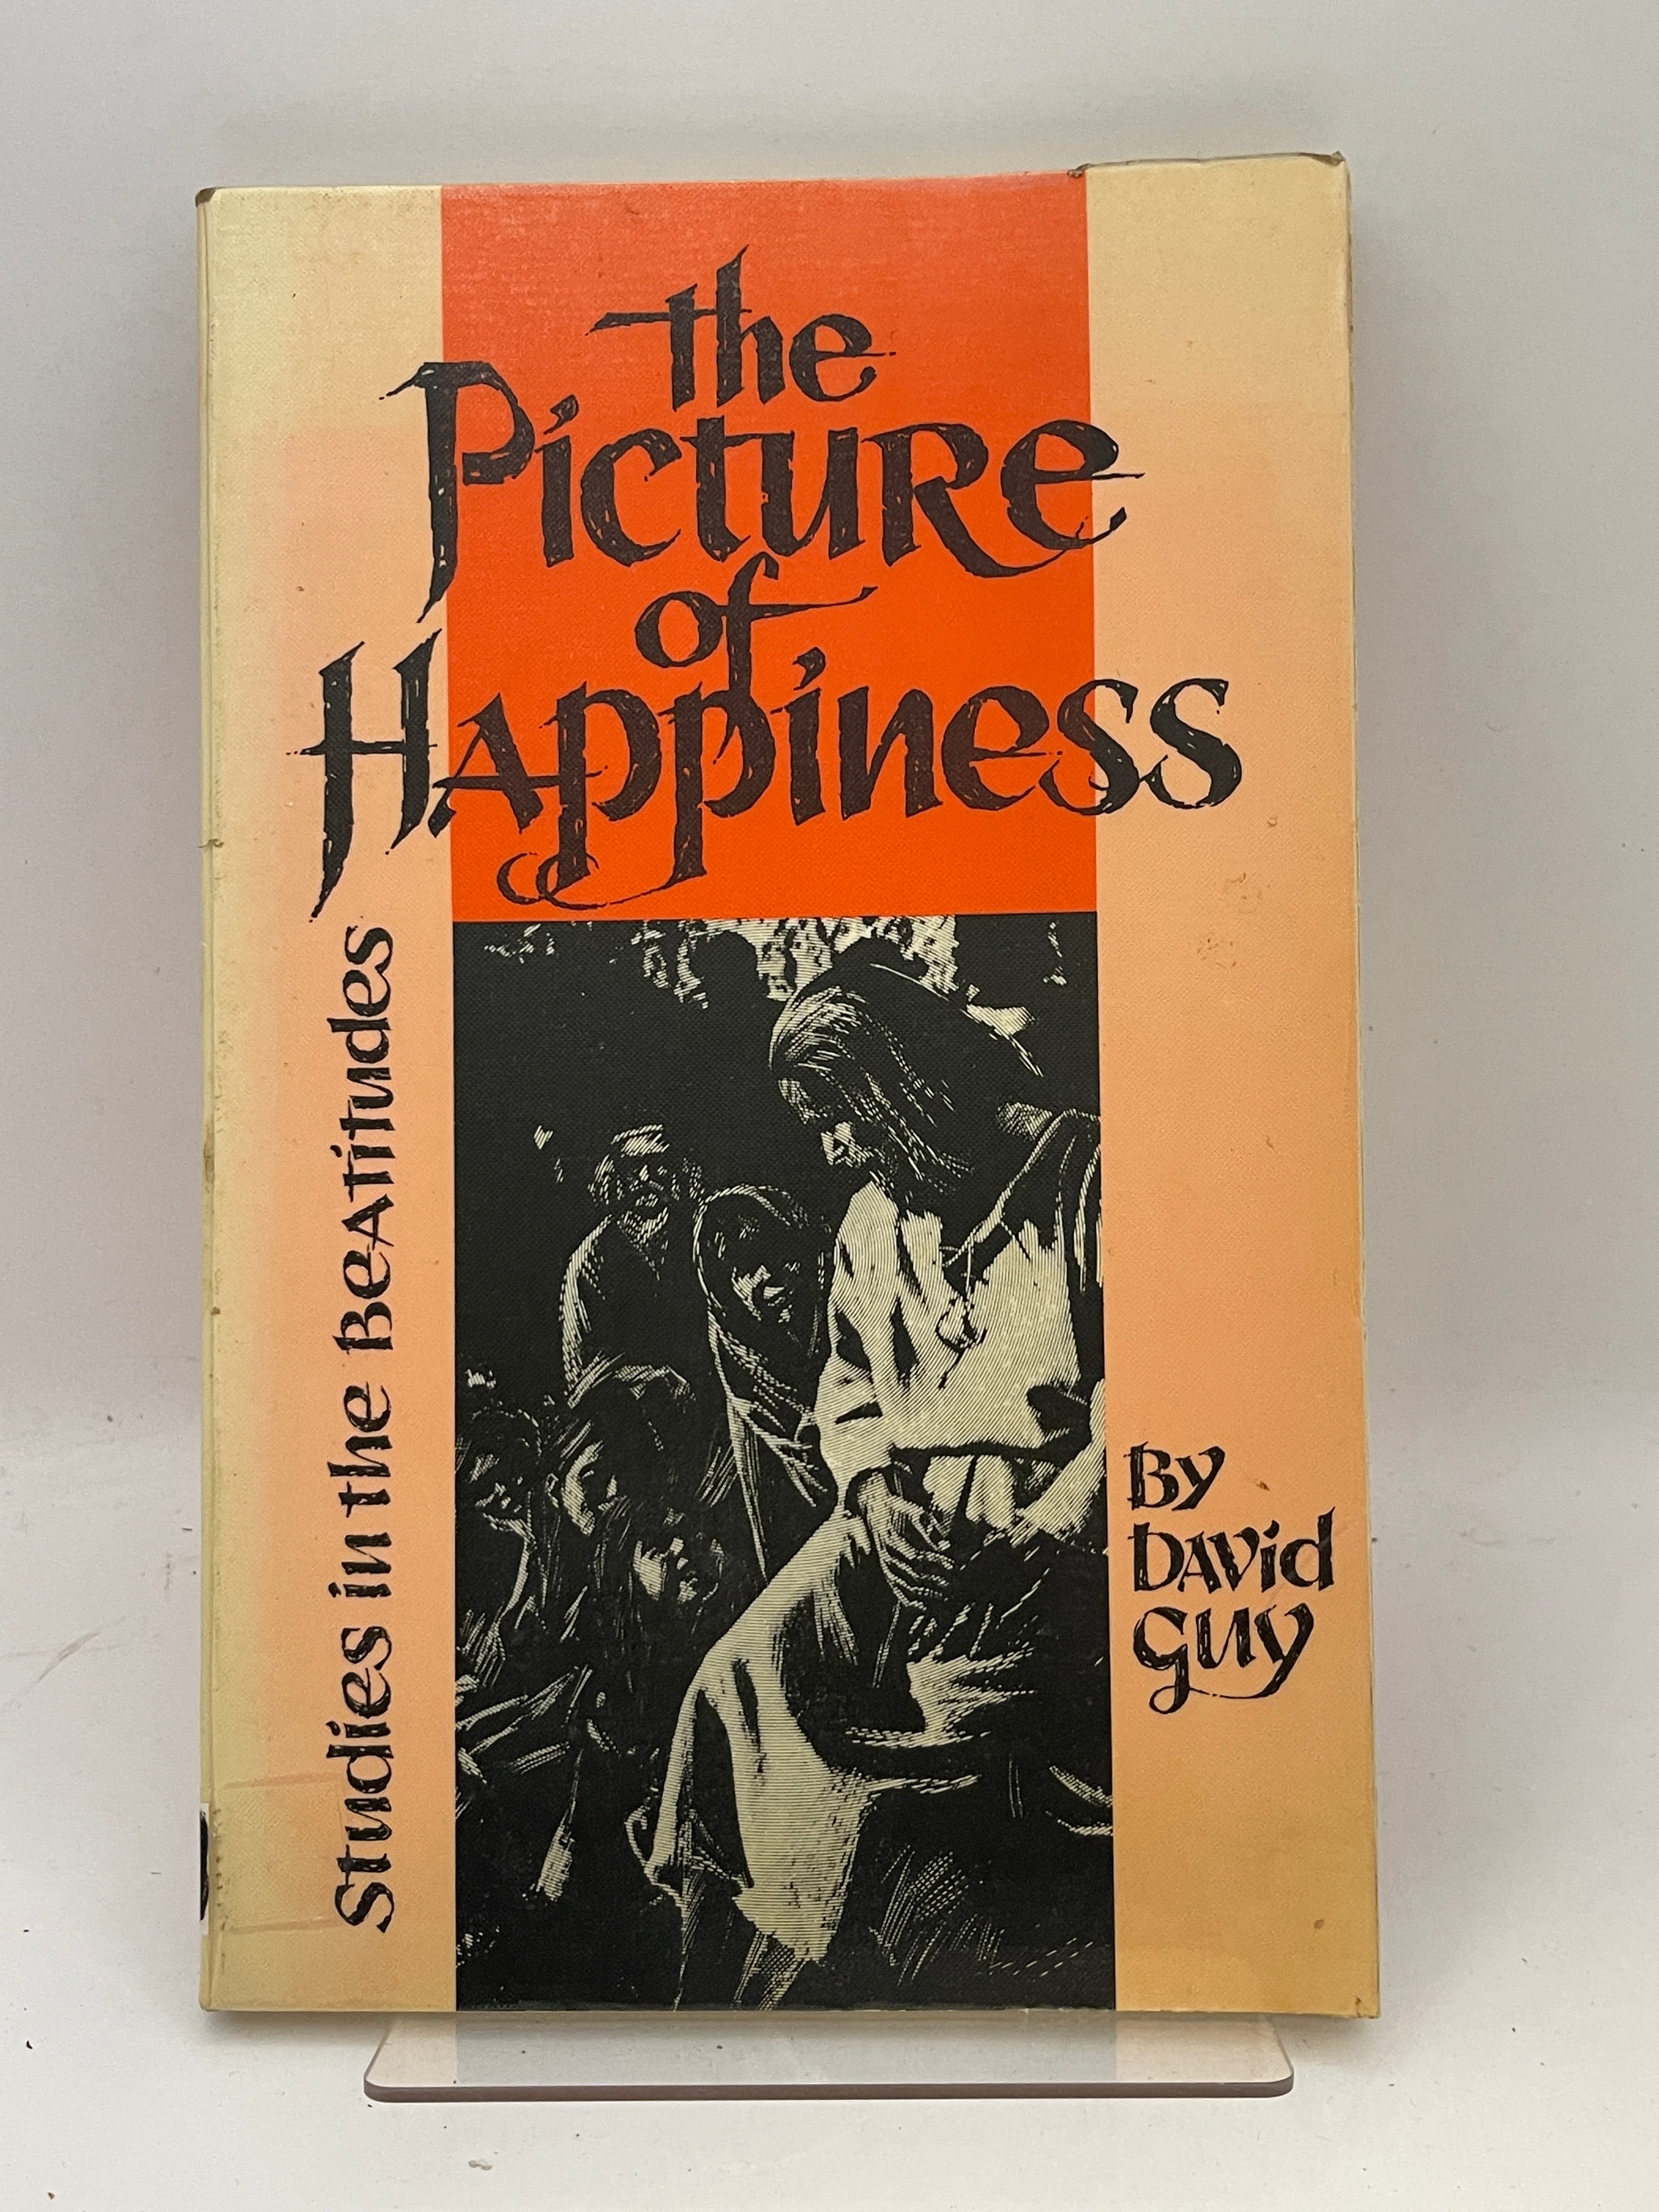 the
Picture
of
Happiness
Studies in the Beatitudes
By
David
Guy